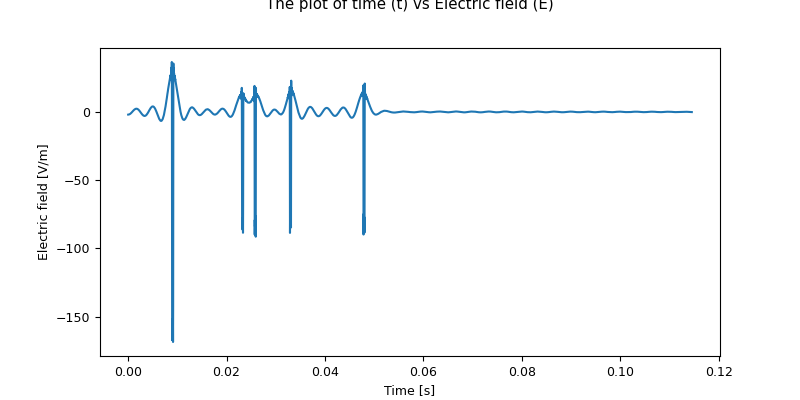 The plot of time (t) vs Electric field (E)
Electric field [V/m]
0
−50
−100
−150
0.00 0.02 0.04 0.06 0.08 0.10 0.12
Time [s]